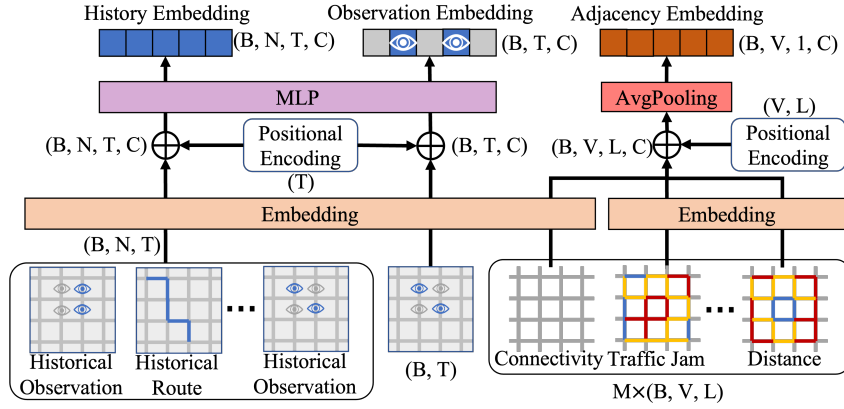 History Embedding
Observation Embedding
Adjacency Embedding
(B, N, T, C)
(B, T, C)
(B, V, 1, C)
MLP
AvgPooling
(V, L)
(B, N, T, C)
Positional
Encoding
(T)
(B, T, C)
(B, V, L, C)
Positional
Encoding
Embedding
Embedding
(B, N, T)
...
...
Historical
Observation
Historical
Route
Historical
Observation
(B, T)
Connectivity
Traffic Jam
Distance
M×(B, V, L)